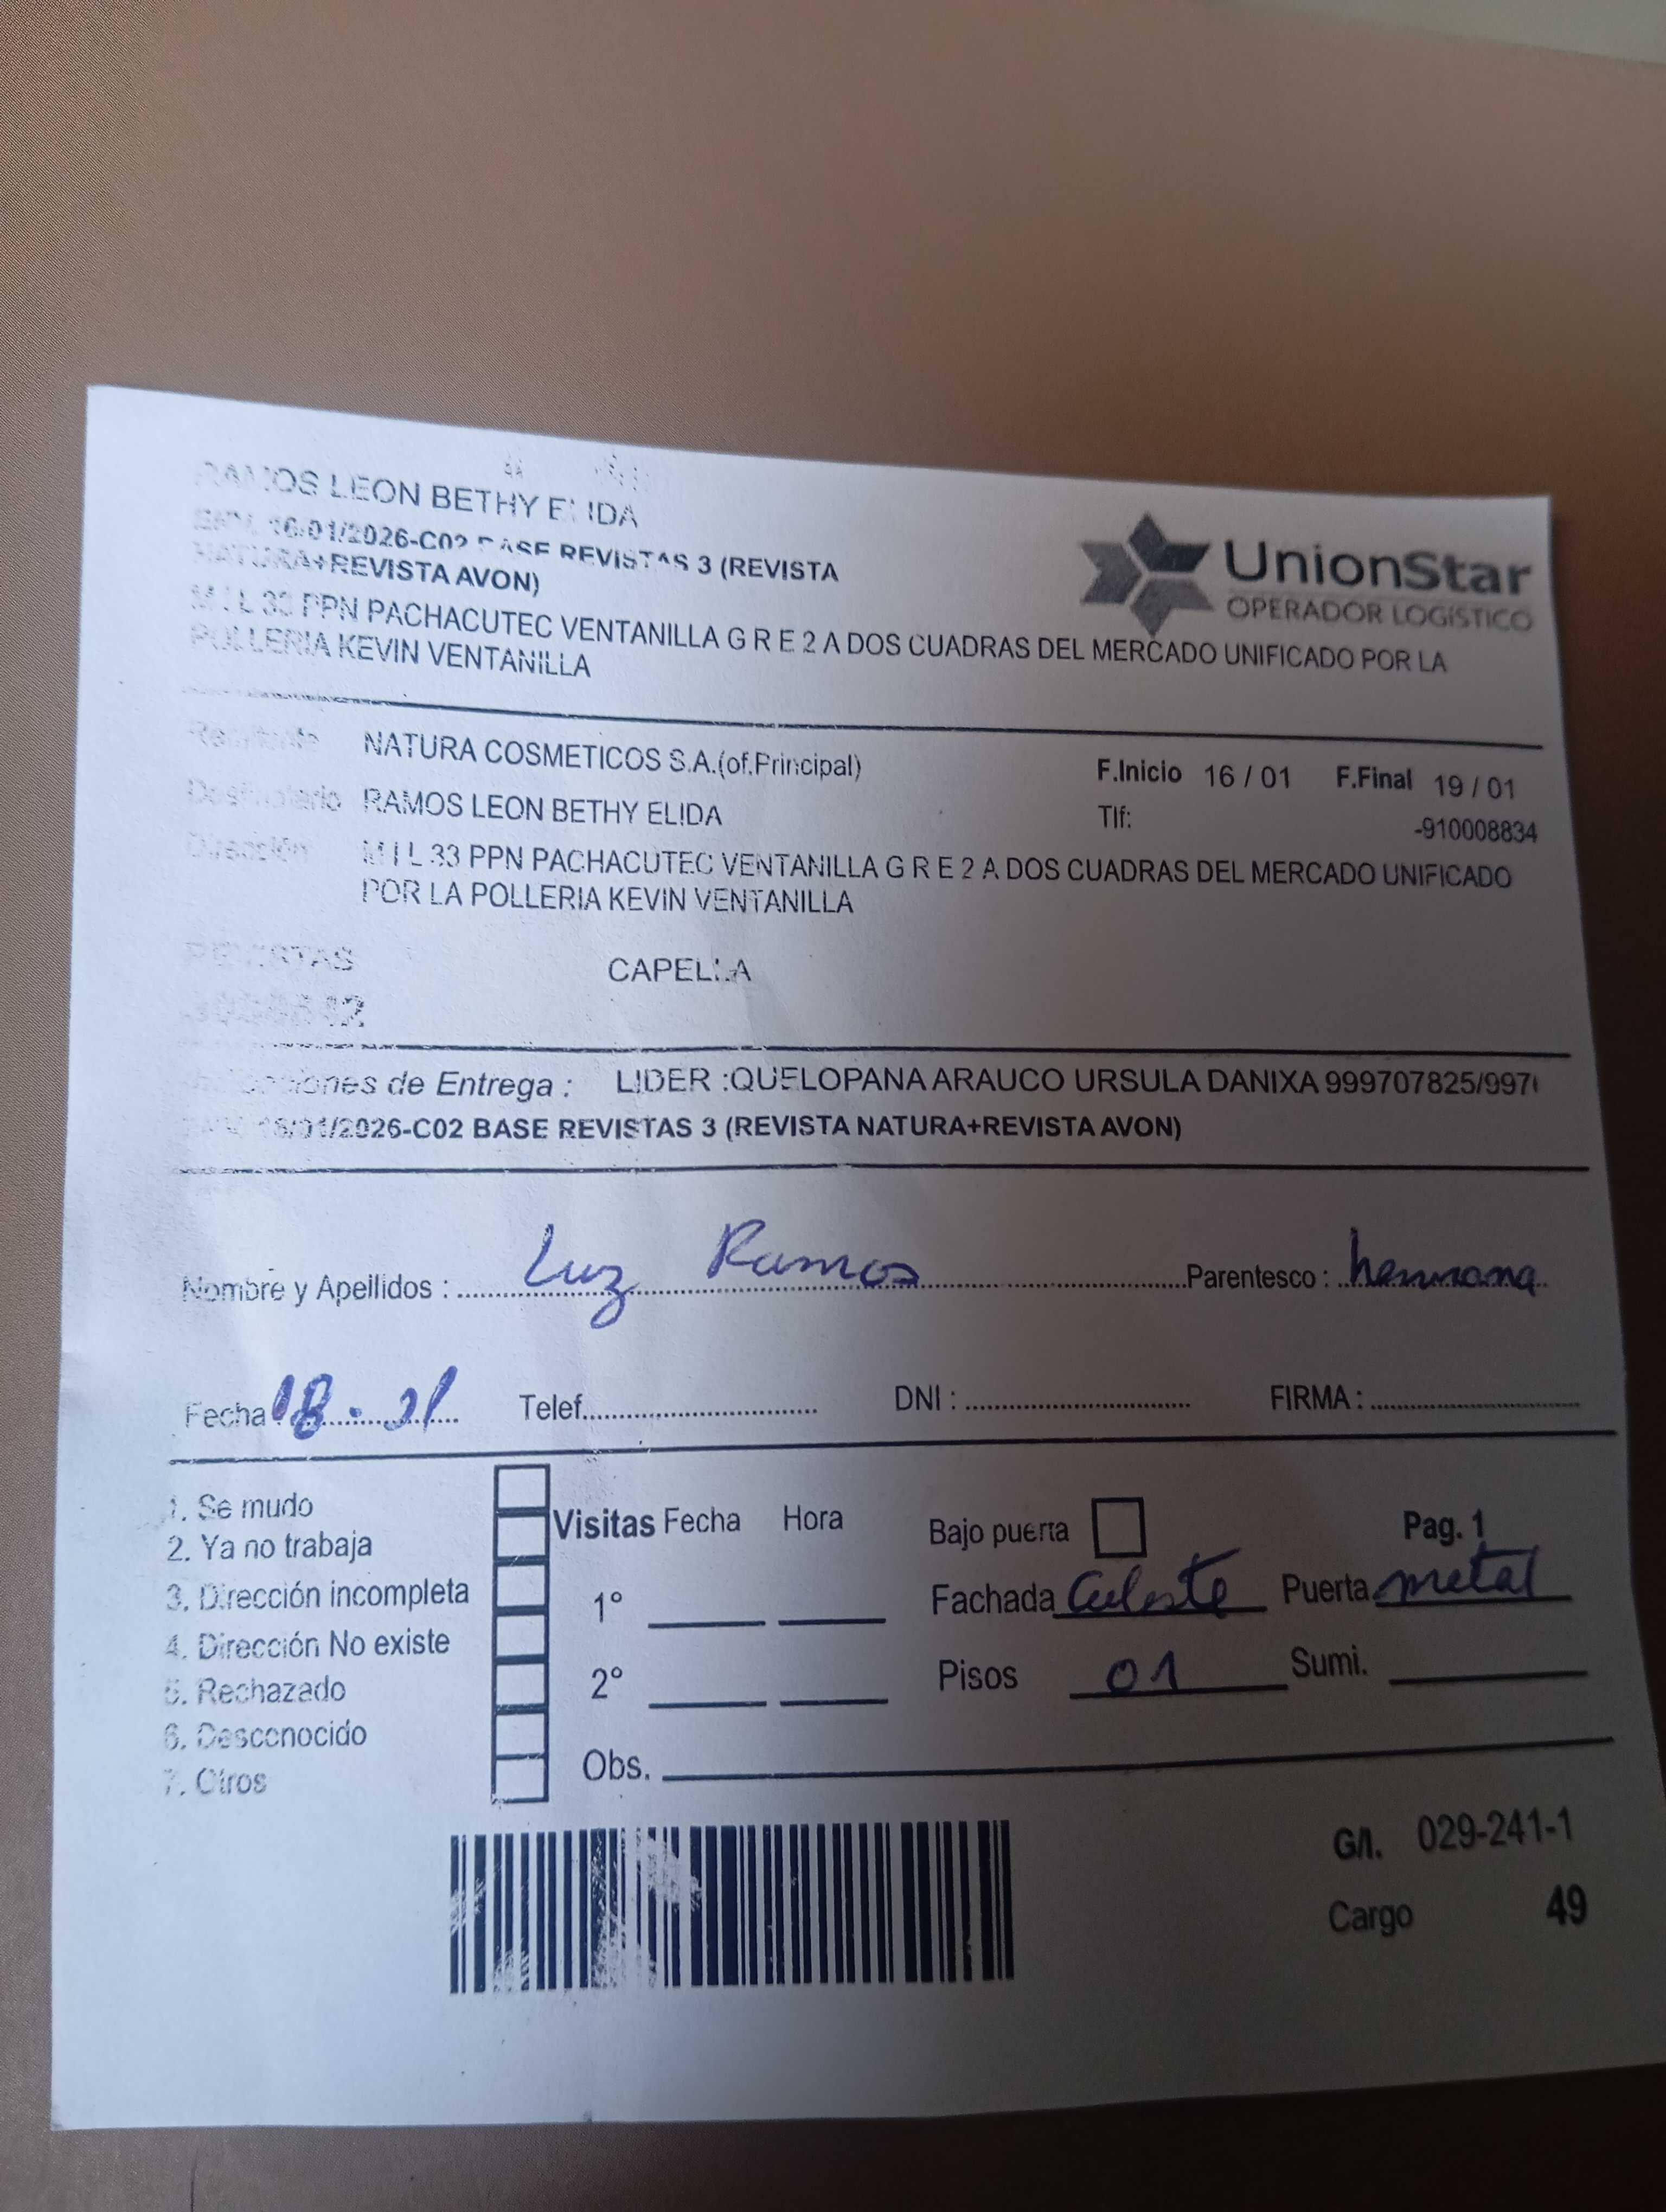 RAMOS LEON BETHY ELIDA
16/01/2026-C02 BASE REVISTAS 3 (REVISTA
NATURA+REVISTA AVON)
UnionStar
OPERADOR LOGÍSTICO
L 33 PPN PACHACUTEC VENTANILLA G R E 2 A DOS CUADRAS DEL MERCADO UNIFICADO POR LA
POLLERIA KEVIN VENTANILLA
Remitente NATURA COSMETICOS S.A.(of.Principal) F.Inicio 16 / 01 F.Final 19 / 01
Destinatario RAMOS LEON BETHY ELIDA Tlf: -910008834
Dirección M I L 33 PPN PACHACUTEC VENTANILLA G R E 2 A DOS CUADRAS DEL MERCADO UNIFICADO
POR LA POLLERIA KEVIN VENTANILLA
REVISTAS CAPELLA
de Entrega : LIDER :QUELOPANA ARAUCO URSULA DANIXA 999707825/997
16/01/2026-C02 BASE REVISTAS 3 (REVISTA NATURA+REVISTA AVON)
Nombre y Apellidos : Luz Ramos Parentesco : hermana
Fecha 18 - 01 Telef. DNI : FIRMA :
1. Se mudo
2. Ya no trabaja
3. Dirección incompleta
4. Dirección No existe
5. Rechazado
6. Desconocido
7. Otros
Visitas Fecha Hora
1°
2°
Obs.
Bajo puerta Pag. 1
Fachada Celeste Puerta metal
Pisos 01 Sumi.
G/I. 029-241-1
Cargo 49